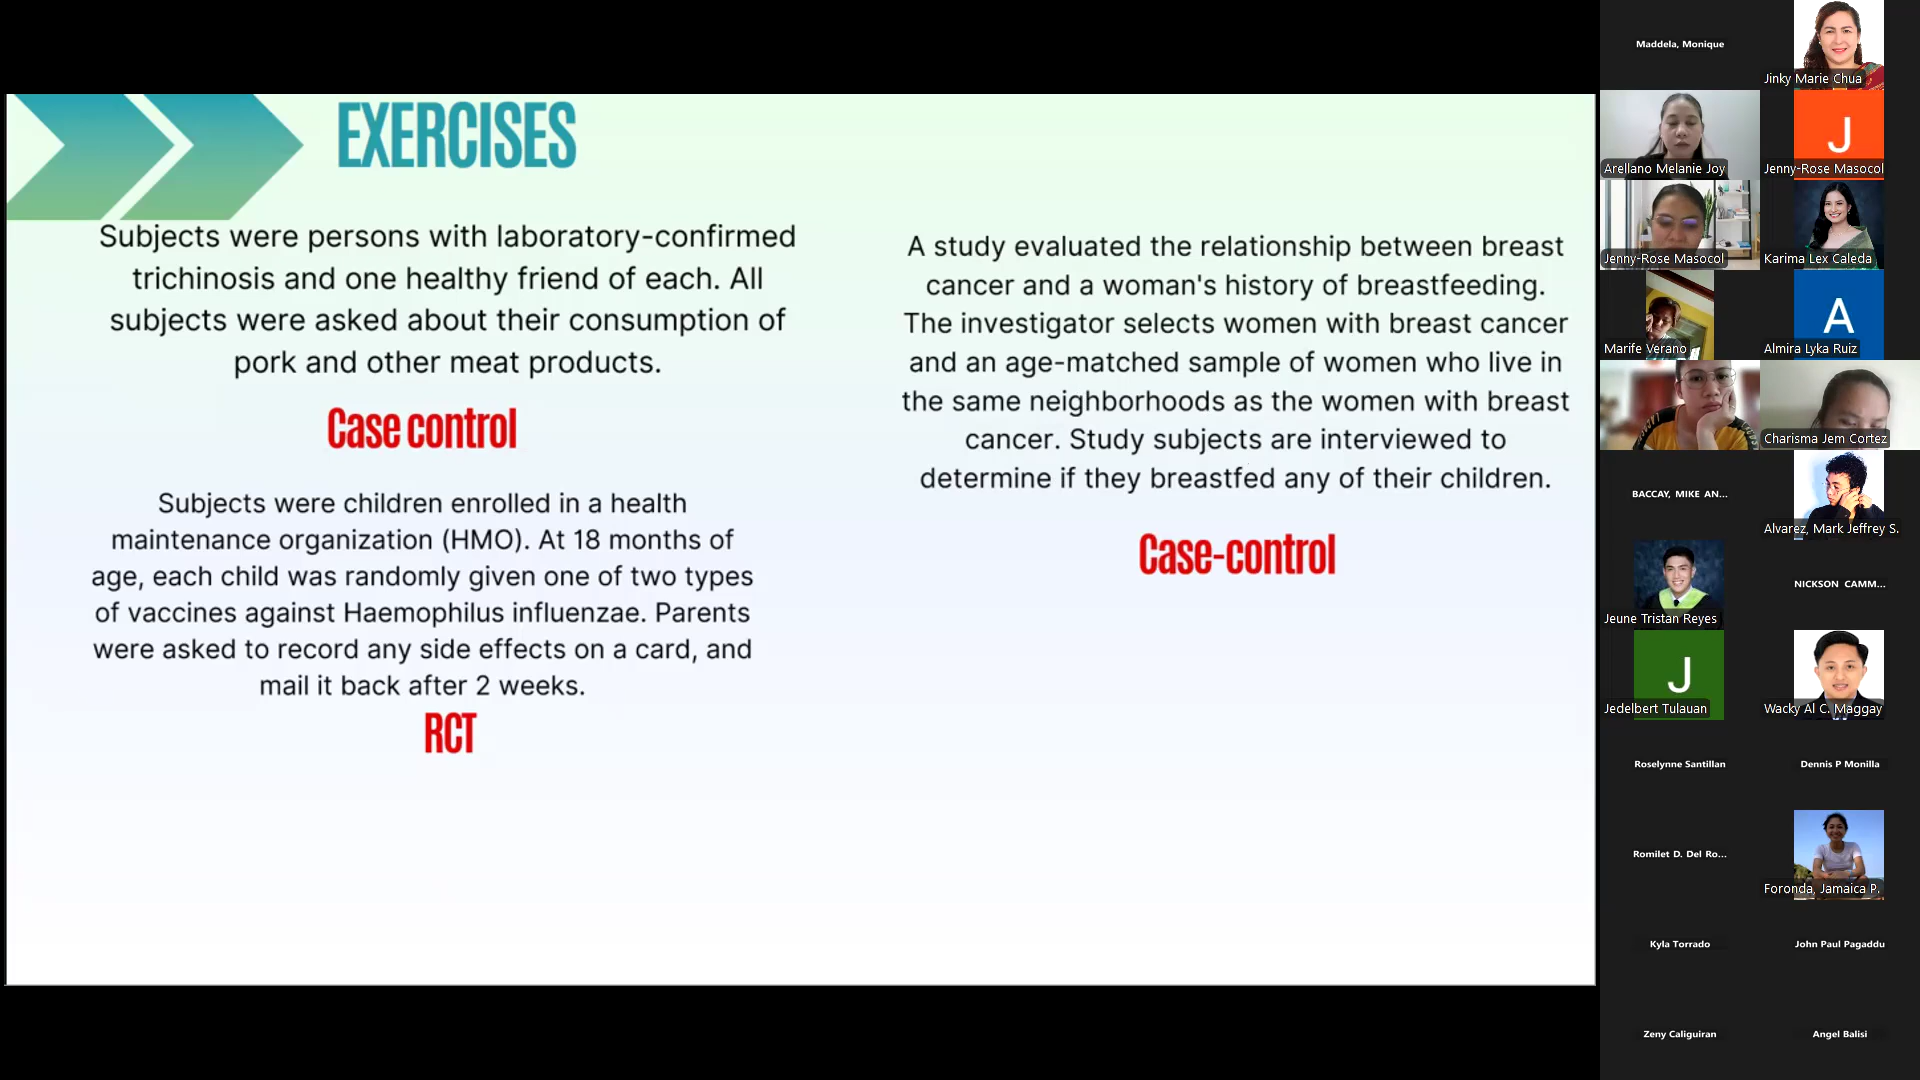 EXERCISES
Subjects were persons with laboratory-confirmed
trichinosis and one healthy friend of each. All
subjects were asked about their consumption of
pork and other meat products.
Case control
Subjects were children enrolled in a health
maintenance organization (HMO). At 18 months of
age, each child was randomly given one of two types
of vaccines against Haemophilus influenzae. Parents
were asked to record any side effects on a card, and
mail it back after 2 weeks.
RCT
A study evaluated the relationship between breast
cancer and a woman's history of breastfeeding.
The investigator selects women with breast cancer
and an age-matched sample of women who live in
the same neighborhoods as the women with breast
cancer. Study subjects are interviewed to
determine if they breastfed any of their children.
Case-control
Maddela, Monique
Jinky Marie Chua
Arellano Melanie Joy
J
Jenny-Rose Masocol
Jenny-Rose Masocol
Karima Lex Caleda
Marife Verano
A
Almira Lyka Ruiz
Charisma Jem Cortez
BACCAY, MIKE AN...
Alvarez, Mark Jeffrey S.
Jeune Tristan Reyes
NICKSON CAMM...
J
Jedelbert Tulauan
Wacky Al C. Maggay
Roselynne Santillan
Dennis P Monilla
Romilet D. Del Ro...
Foronda, Jamaica P.
Kyla Torrado
John Paul Pagaddu
Zeny Caliguiran
Angel Balisi